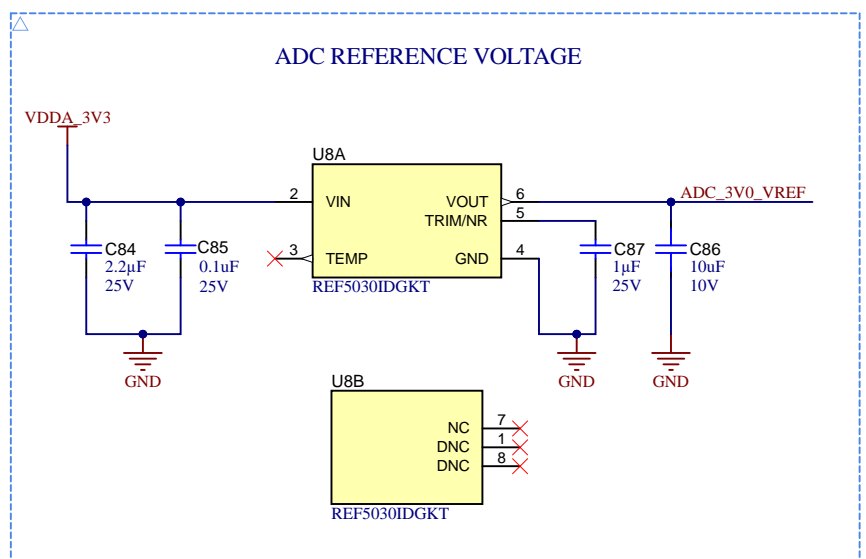 ADC REFERENCE VOLTAGE
VDDA_3V3
U8A
2 VIN VOUT 6 ADC_3V0_VREF
TRIM/NR 5
3 TEMP GND 4
REF5030IDGKT
C84
2.2µF
25V
C85
0.1uF
25V
C87
1µF
25V
C86
10uF
10V
GND
GND
GND
U8B
NC 7
DNC 1
DNC 8
REF5030IDGKT